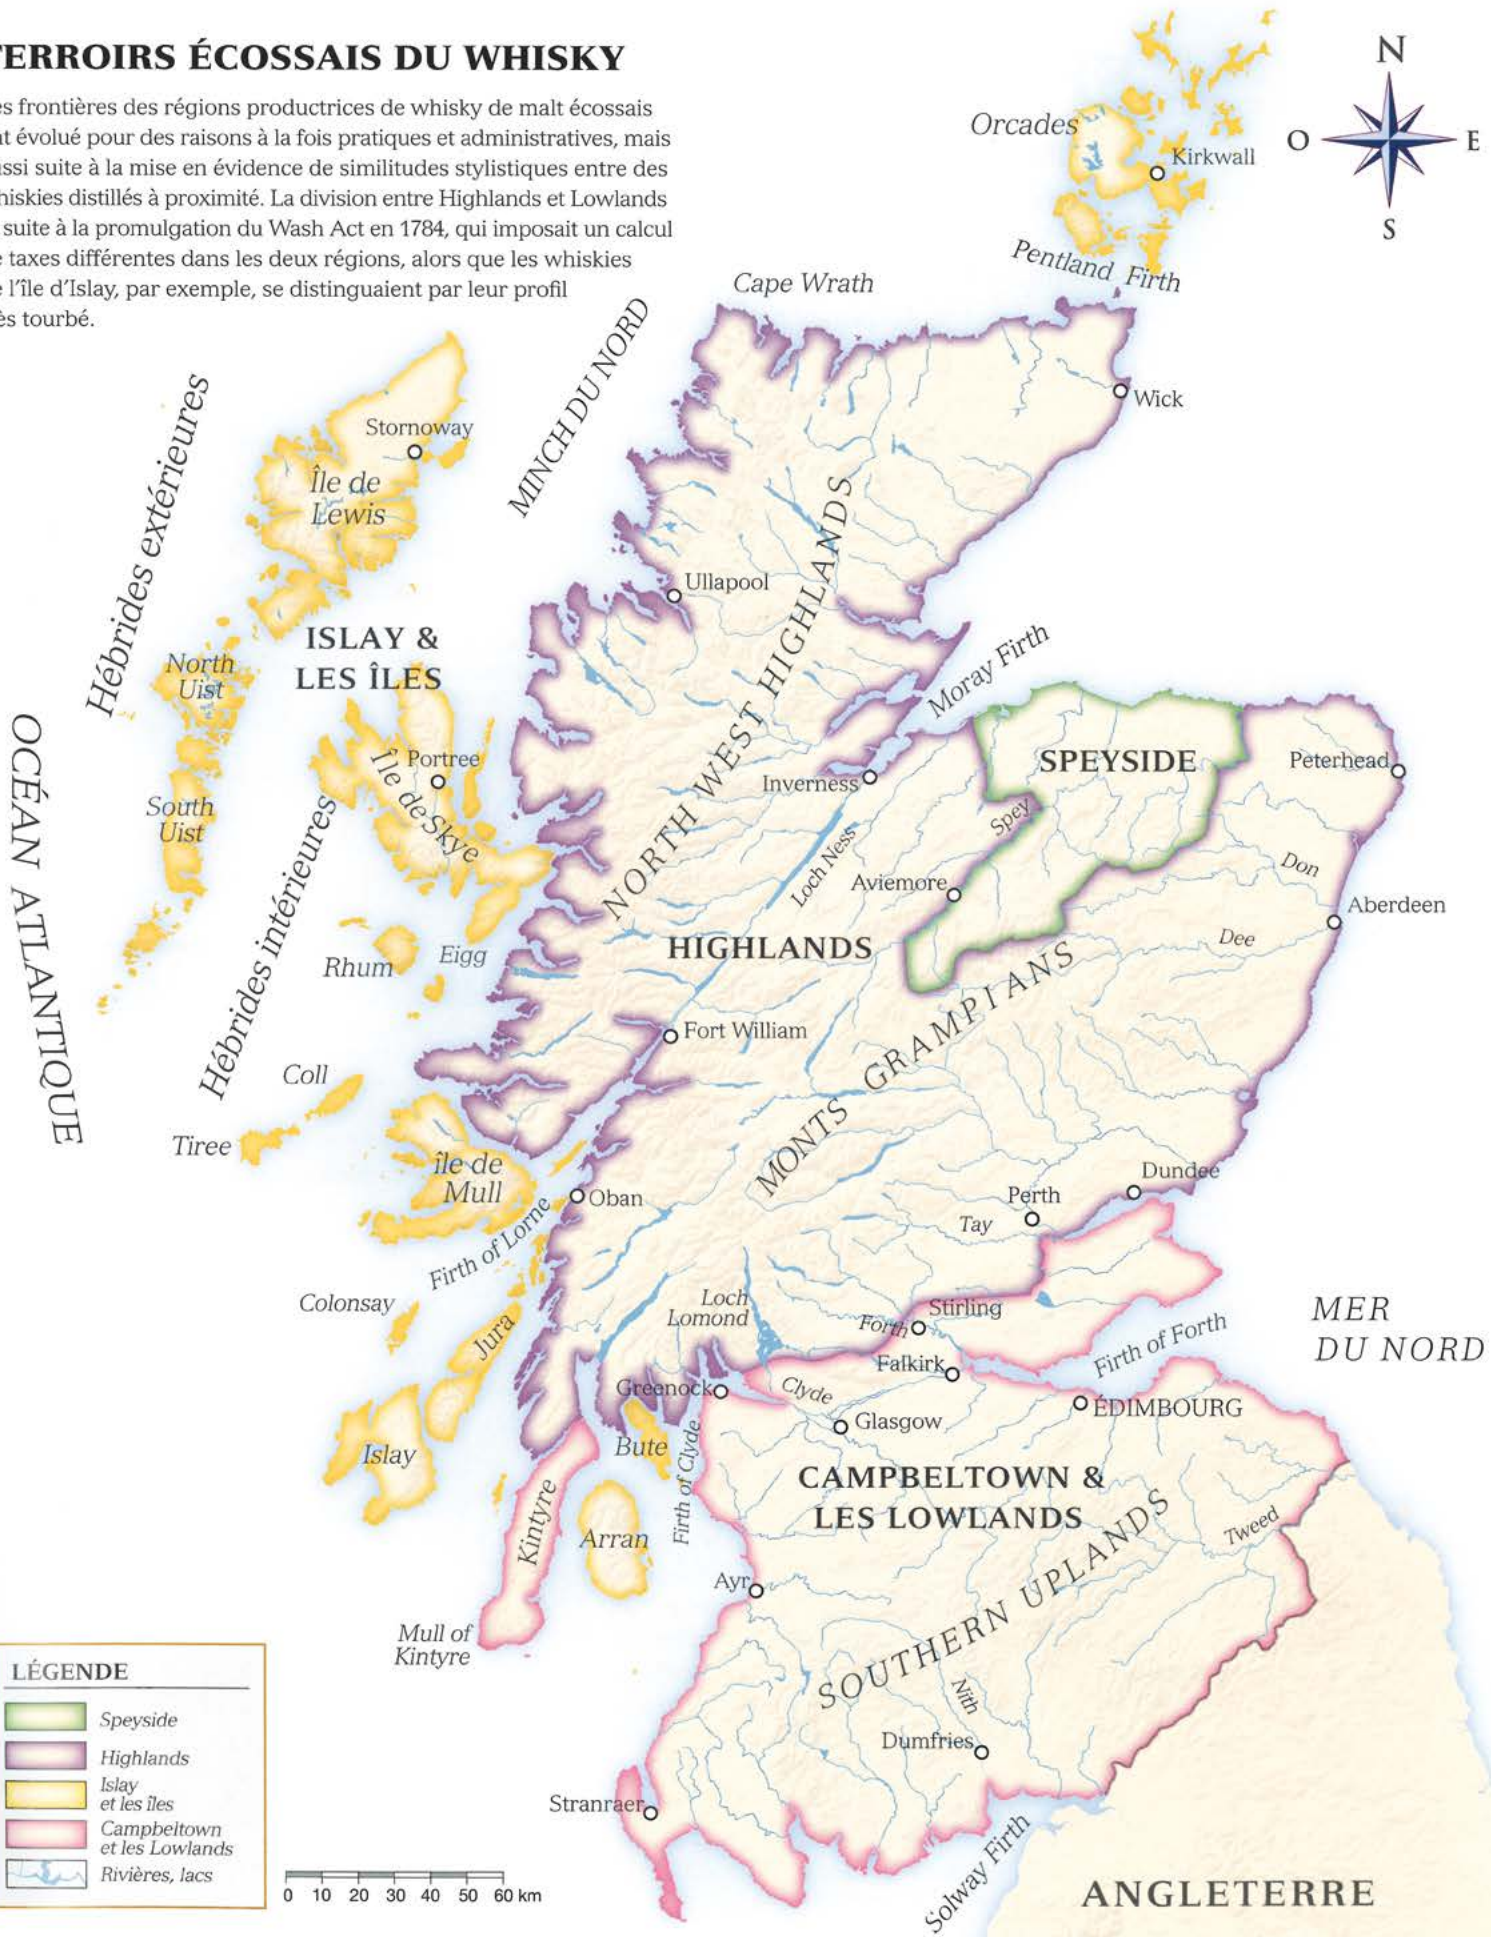 TERROIRS ÉCOSSAIS DU WHISKY
es frontières des régions productrices de whisky de malt écossais
nt évolué pour des raisons à la fois pratiques et administratives, mais
ussi suite à la mise en évidence de similitudes stylistiques entre des
hiskies distillés à proximité. La division entre Highlands et Lowlands
suite à la promulgation du Wash Act en 1784, qui imposait un calcul
e taxes différentes dans les deux régions, alors que les whiskies
e l'île d'Islay, par exemple, se distinguaient par leur profil
ès tourbé.
N
O
E
S
Orcades
Kirkwall
Pentland Firth
Cape Wrath
MINCH DU NORD
Wick
Hébrides extérieures
Stornoway
Île de
Lewis
Ullapool
NORTH WEST HIGHLANDS
ISLAY &
LES ÎLES
North
Uist
Moray Firth
OCÉAN ATLANTIQUE
Portree
Île de Skye
SPEYSIDE
Peterhead
Inverness
South
Uist
Spey
Loch Ness
Hébrides intérieures
Don
Aviemore
Aberdeen
HIGHLANDS
Dee
Rhum
Eigg
MONTS GRAMPIANS
Fort William
Coll
Tiree
île de
Mull
Oban
Dundee
Perth
Tay
Firth of Lorne
Colonsay
Jura
Loch
Lomond
Stirling
Forth
MER
DU NORD
Firth of Forth
Falkirk
Greenock
Clyde
ÉDIMBOURG
Glasgow
Islay
Bute
Firth of Clyde
CAMPBELTOWN &
LES LOWLANDS
Kintyre
Arran
Tweed
Ayr
SOUTHERN UPLANDS
Mull of
Kintyre
Nith
Dumfries
Stranraer
Solway Firth
ANGLETERRE
LÉGENDE
Speyside
Highlands
Islay
et les îles
Campbeltown
et les Lowlands
Rivières, lacs
0 10 20 30 40 50 60 km